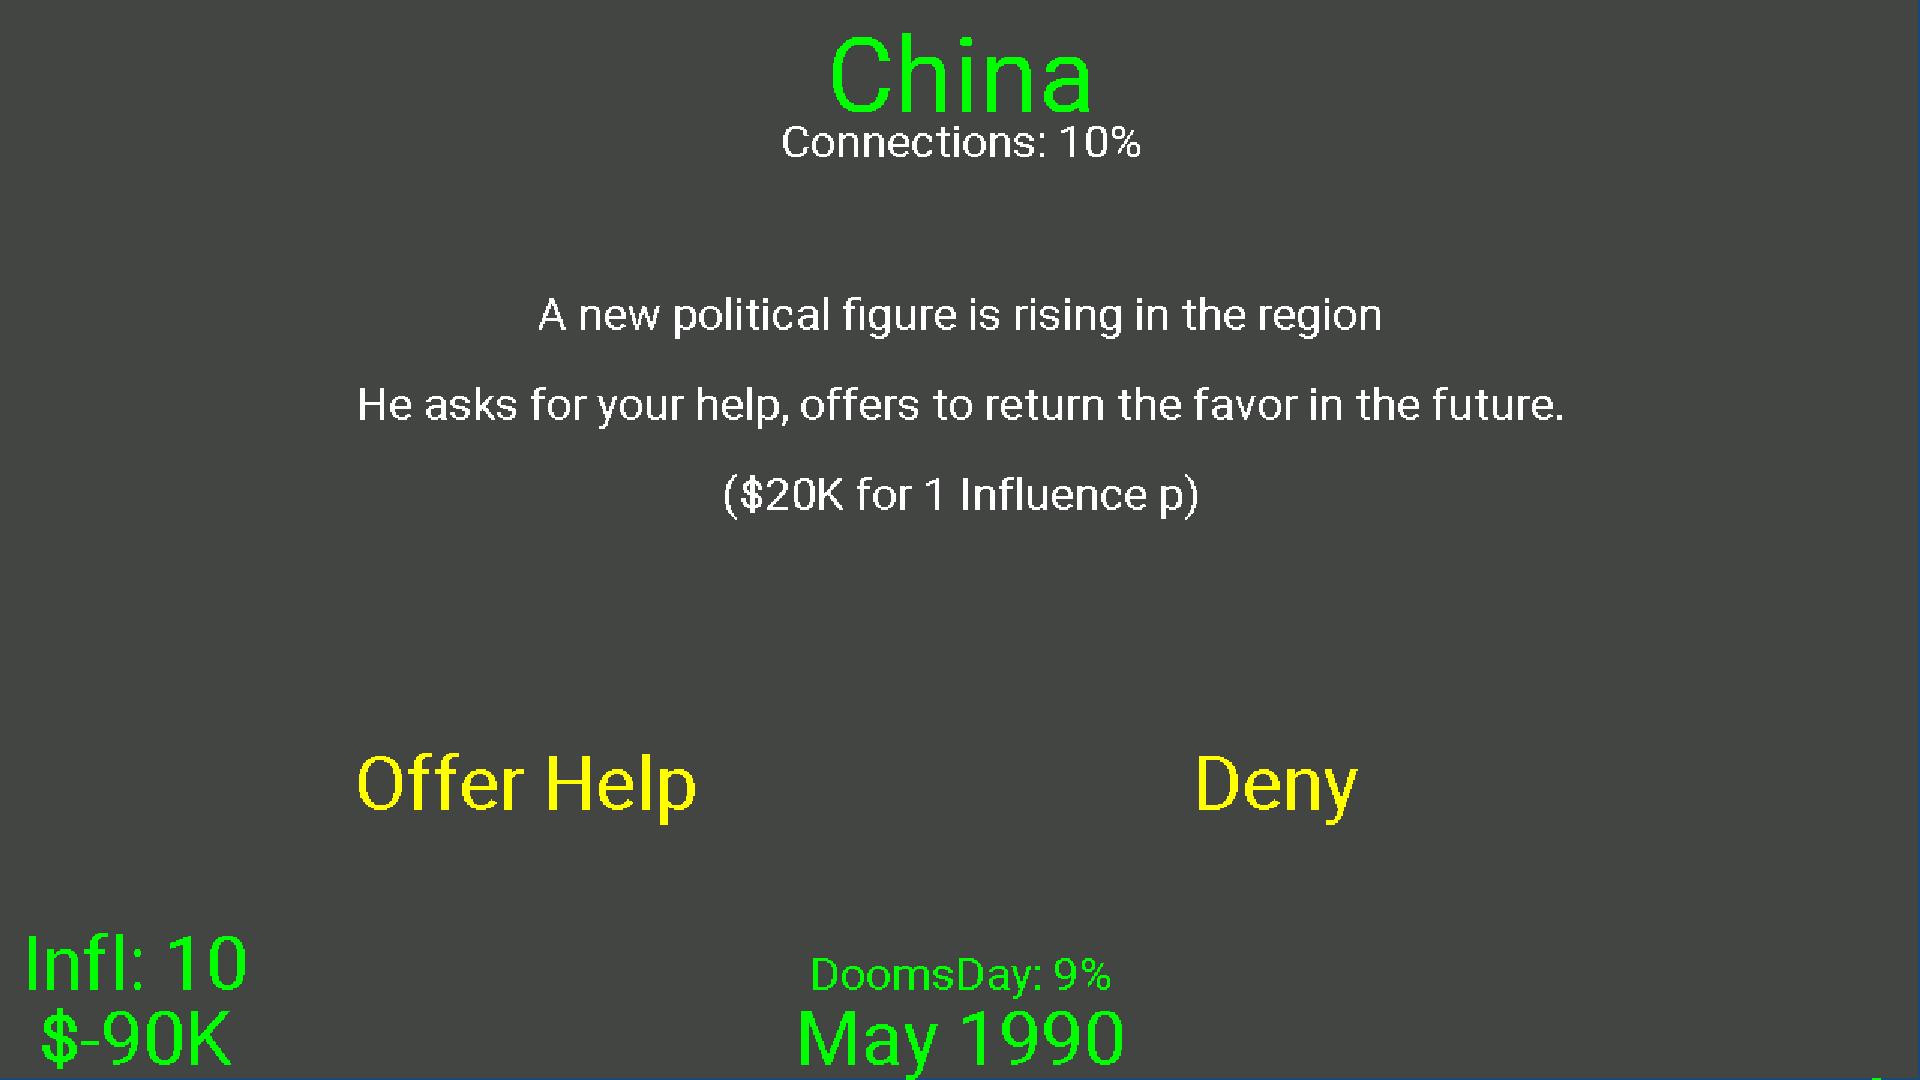 China
Connections: 10%
A new political figure is rising in the region
He asks for your help, offers to return the favor in the future.
($20K for 1 Influence p)
Offer Help
Deny
Infl: 10
$-90K
DoomsDay: 9%
May 1990